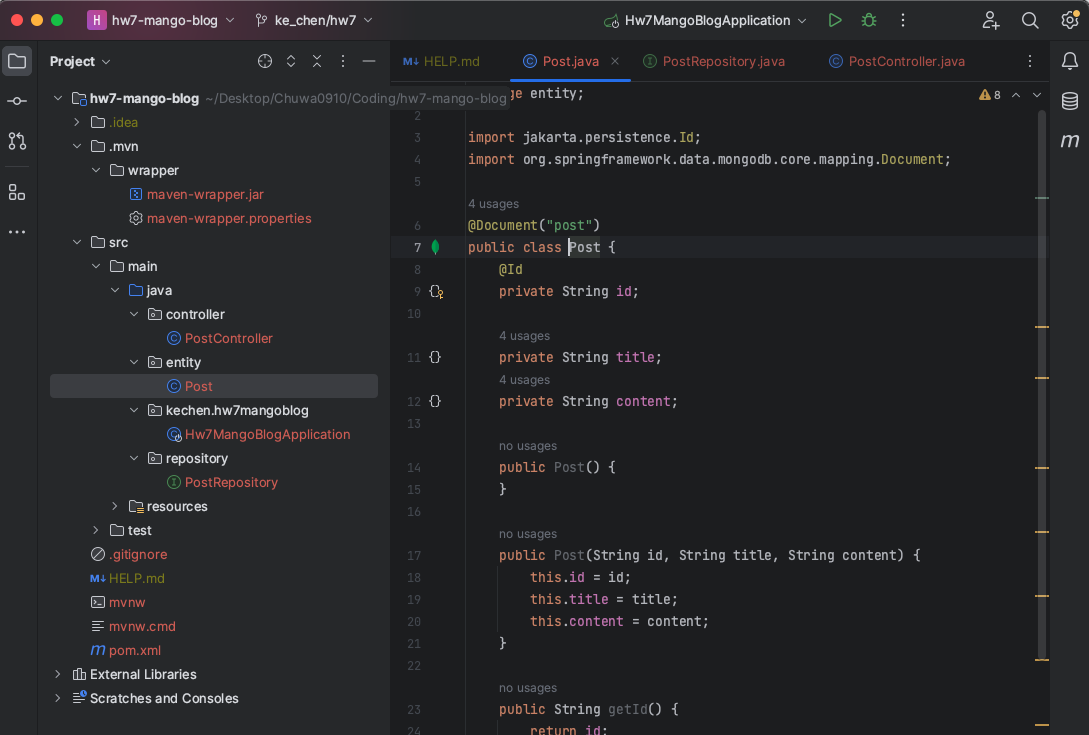 H hw7-mango-blog ke_chen/hw7 Hw7MangoBlogApplication
Project
HELP.md Post.java PostRepository.java PostController.java
hw7-mango-blog ~/Desktop/Chuwa0910/Coding/hw7-mango-blog
.idea
.mvn
wrapper
maven-wrapper.jar
maven-wrapper.properties
src
main
java
controller
PostController
entity
Post
kechen.hw7mangoblog
Hw7MangoBlogApplication
repository
PostRepository
resources
test
.gitignore
HELP.md
mvnw
mvnw.cmd
pom.xml
External Libraries
Scratches and Consoles
ge entity;
8
2
3 import jakarta.persistence.Id;
4 import org.springframework.data.mongodb.core.mapping.Document;
5
4 usages
6 @Document("post")
7 public class Post {
8 @Id
9 private String id;
10
4 usages
11 private String title;
4 usages
12 private String content;
13
no usages
14 public Post() {
15 }
16
no usages
17 public Post(String id, String title, String content) {
18 this.id = id;
19 this.title = title;
20 this.content = content;
21 }
22
no usages
23 public String getId() {
24 return id;